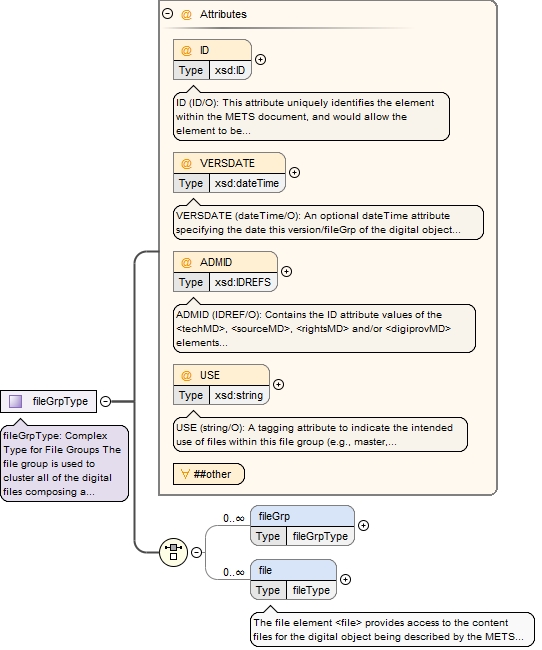 Attributes
@ ID
Type xsd:ID
ID (ID/O): This attribute uniquely identifies the element
within the METS document, and would allow the
element to be...
@ VERSDATE
Type xsd:dateTime
VERSDATE (dateTime/O): An optional dateTime attribute
specifying the date this version/fileGrp of the digital object...
@ ADMID
Type xsd:IDREFS
ADMID (IDREF/O): Contains the ID attribute values of the
<techMD>, <sourceMD>, <rightsMD> and/or <digiprovMD>
elements...
@ USE
Type xsd:string
USE (string/O): A tagging attribute to indicate the intended
use of files within this file group (e.g., master,...
∀ ##other
fileGrpType
fileGrpType: Complex
Type for File Groups The
file group is used to
cluster all of the digital
files composing a...
0..∞ fileGrp
Type fileGrpType
0..∞ file
Type fileType
The file element <file> provides access to the content
files for the digital object being described by the METS...